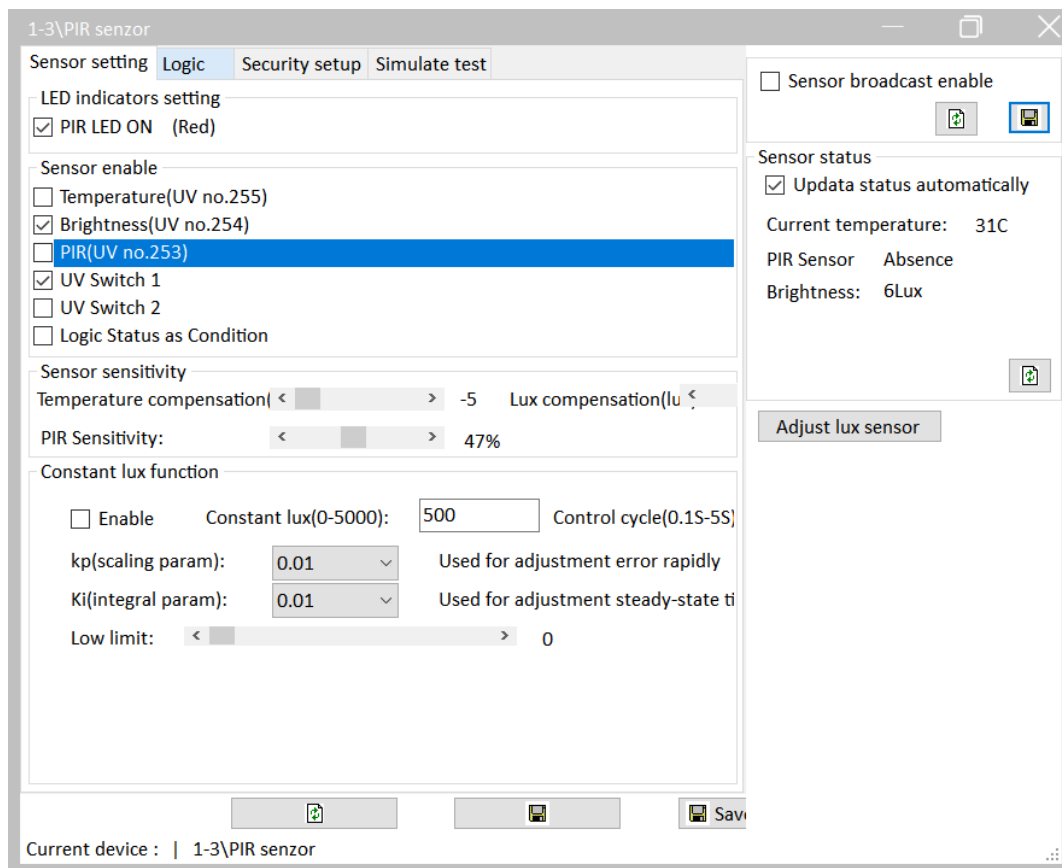 1-3\PIR senzor
Sensor setting Logic Security setup Simulate test
LED indicators setting
PIR LED ON (Red)
Sensor enable
Temperature(UV no.255)
Brightness(UV no.254)
PIR(UV no.253)
UV Switch 1
UV Switch 2
Logic Status as Condition
Sensor sensitivity
Temperature compensation( -5 Lux compensation(lu
PIR Sensitivity: 47%
Constant lux function
Enable Constant lux(0-5000): 500 Control cycle(0.1S-5S)
kp(scaling param): 0.01 Used for adjustment error rapidly
Ki(integral param): 0.01 Used for adjustment steady-state ti
Low limit: 0
Save
Current device : | 1-3\PIR senzor
Sensor broadcast enable
Sensor status
Updata status automatically
Current temperature: 31C
PIR Sensor Absence
Brightness: 6Lux
Adjust lux sensor